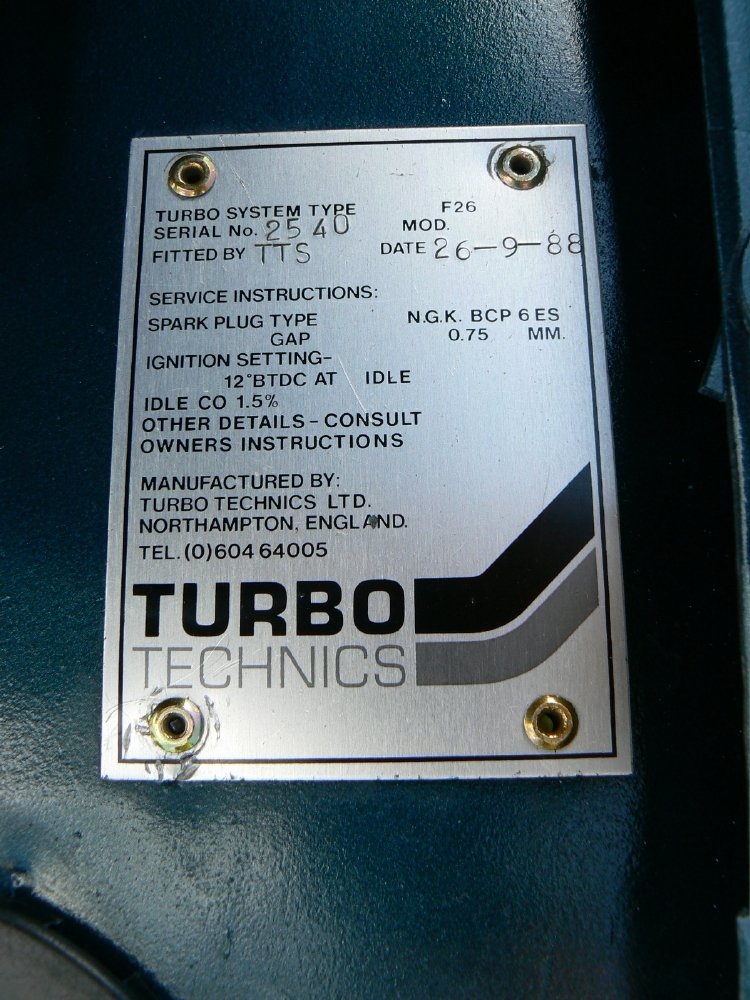 TURBO SYSTEM TYPE F26
SERIAL No. 2540 MOD.
FITTED BY TTS DATE 26-9-88
SERVICE INSTRUCTIONS:
SPARK PLUG TYPE N.G.K. BCP 6 ES
GAP 0.75 MM.
IGNITION SETTING-
12°BTDC AT IDLE
IDLE CO 1.5%
OTHER DETAILS - CONSULT
OWNERS INSTRUCTIONS
MANUFACTURED BY:
TURBO TECHNICS LTD.
NORTHAMPTON, ENGLAND.
TEL. (0)604 64005
TURBO
TECHNICS